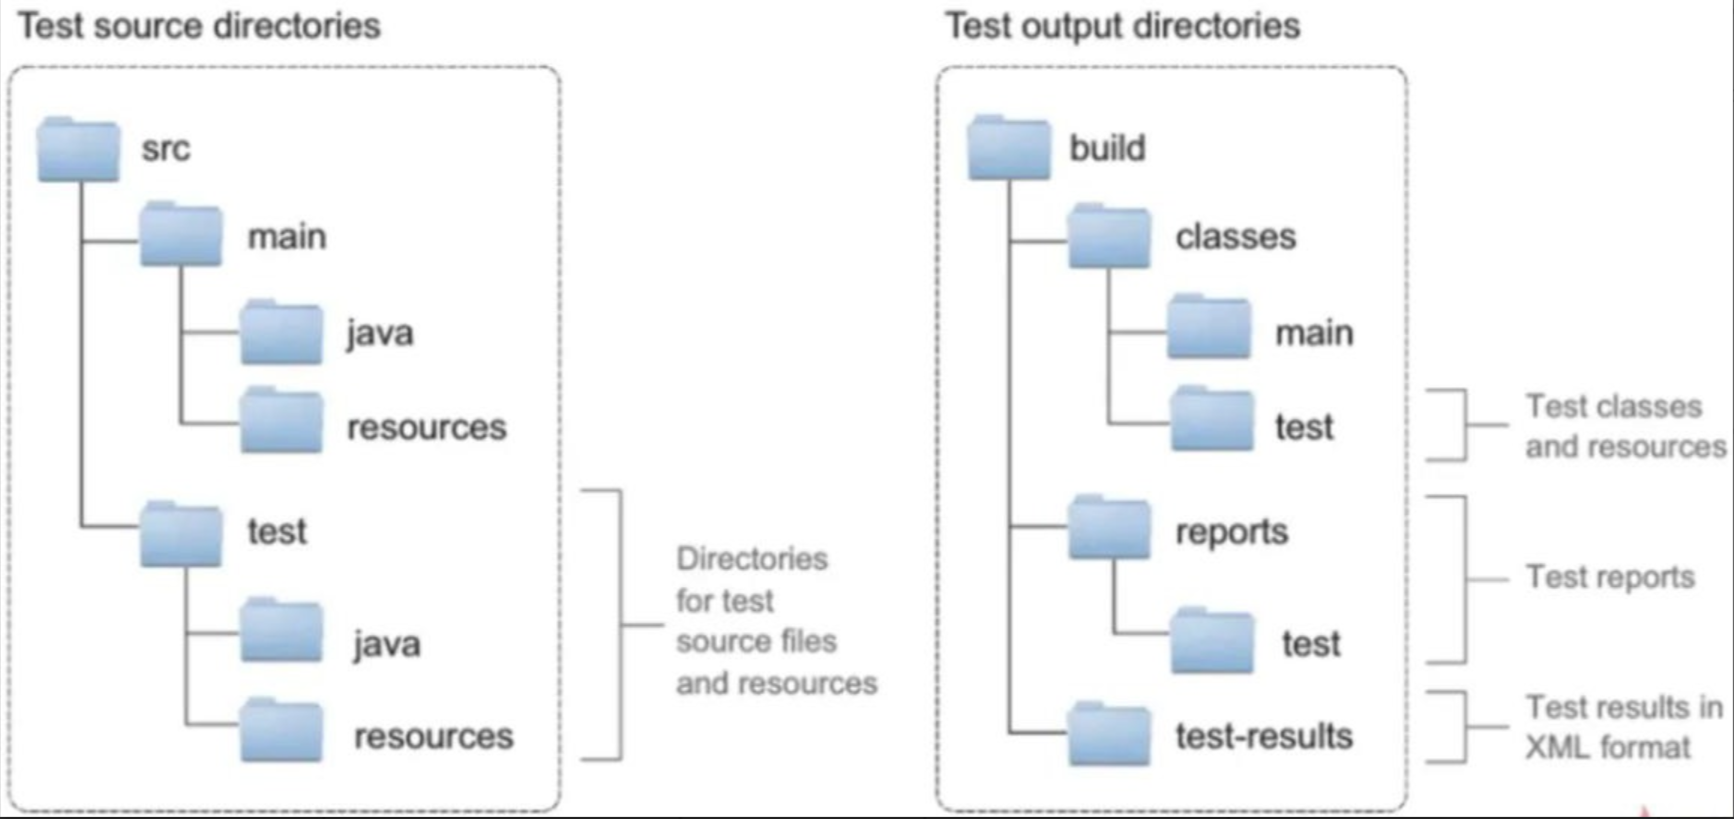 Test source directories
src
main
java
resources
test
java
resources
Directories
for test
source files
and resources
Test output directories
build
classes
main
test
reports
test
test-results
Test classes
and resources
Test reports
Test results in
XML format